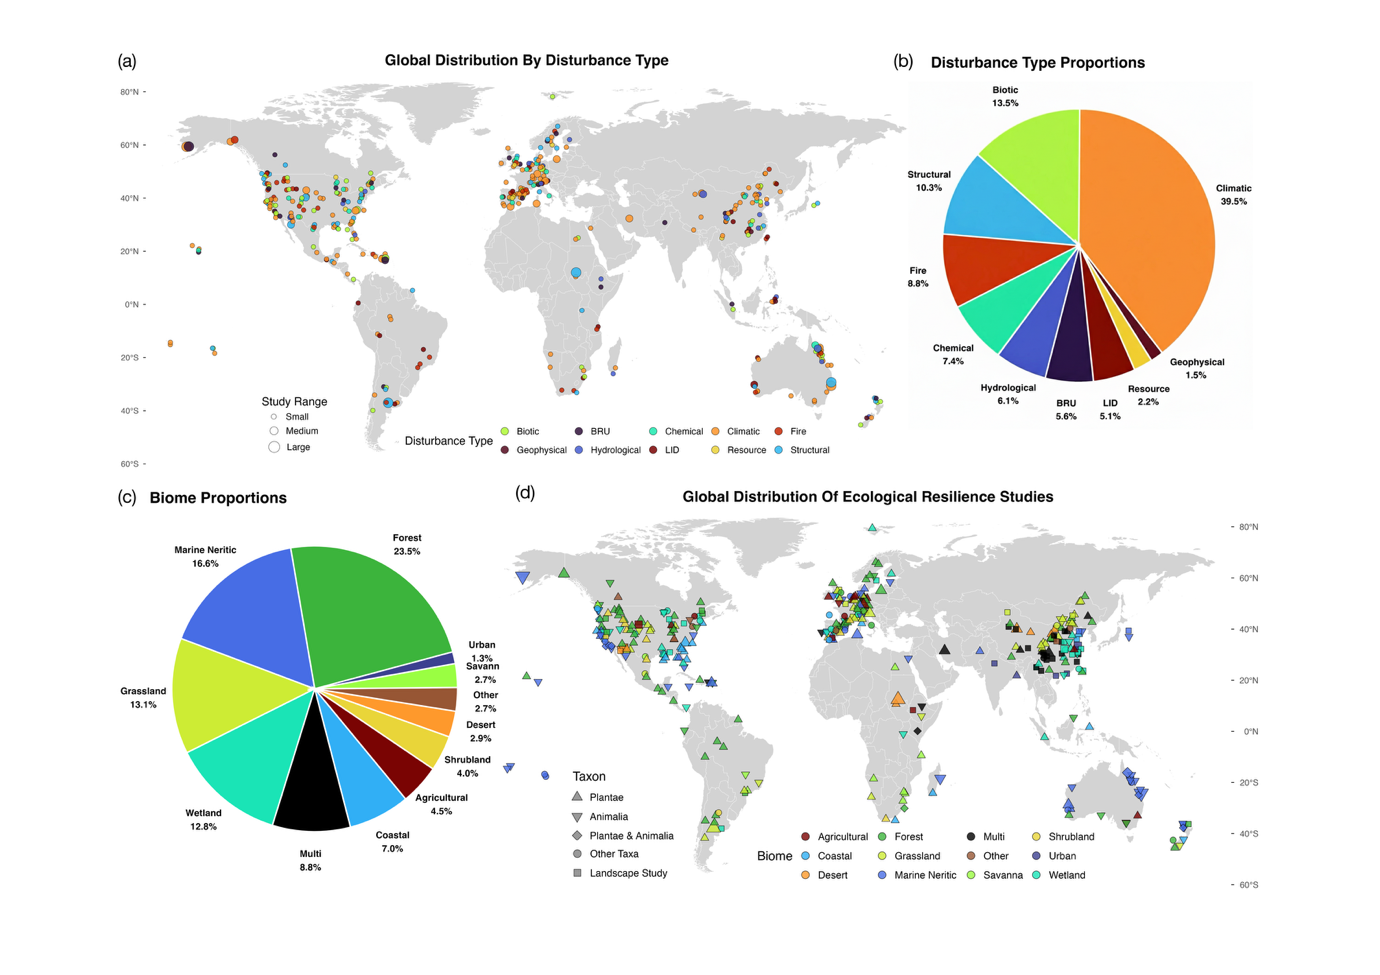 (a)
Global Distribution By Disturbance Type
80°N
60°N
40°N
20°N
0°N
20°S
40°S
60°S
Study Range
Small
Medium
Large
Disturbance Type
Biotic
BRU
Chemical
Climatic
Fire
Geophysical
Hydrological
LID
Resource
Structural
(b)
Disturbance Type Proportions
Biotic
13.5%
Structural
10.3%
Climatic
39.5%
Fire
8.8%
Chemical
7.4%
Hydrological
6.1%
BRU
5.6%
LID
5.1%
Resource
2.2%
Geophysical
1.5%
(c)
Biome Proportions
Forest
23.5%
Marine Neritic
16.6%
Urban
1.3%
Savann
2.7%
Other
2.7%
Desert
2.9%
Shrubland
4.0%
Agricultural
4.5%
Coastal
7.0%
Multi
8.8%
Wetland
12.8%
Grassland
13.1%
(d)
Global Distribution Of Ecological Resilience Studies
80°N
60°N
40°N
20°N
0°N
20°S
40°S
60°S
Taxon
Plantae
Animalia
Plantae & Animalia
Other Taxa
Landscape Study
Biome
Agricultural
Forest
Multi
Shrubland
Coastal
Grassland
Other
Urban
Desert
Marine Neritic
Savanna
Wetland